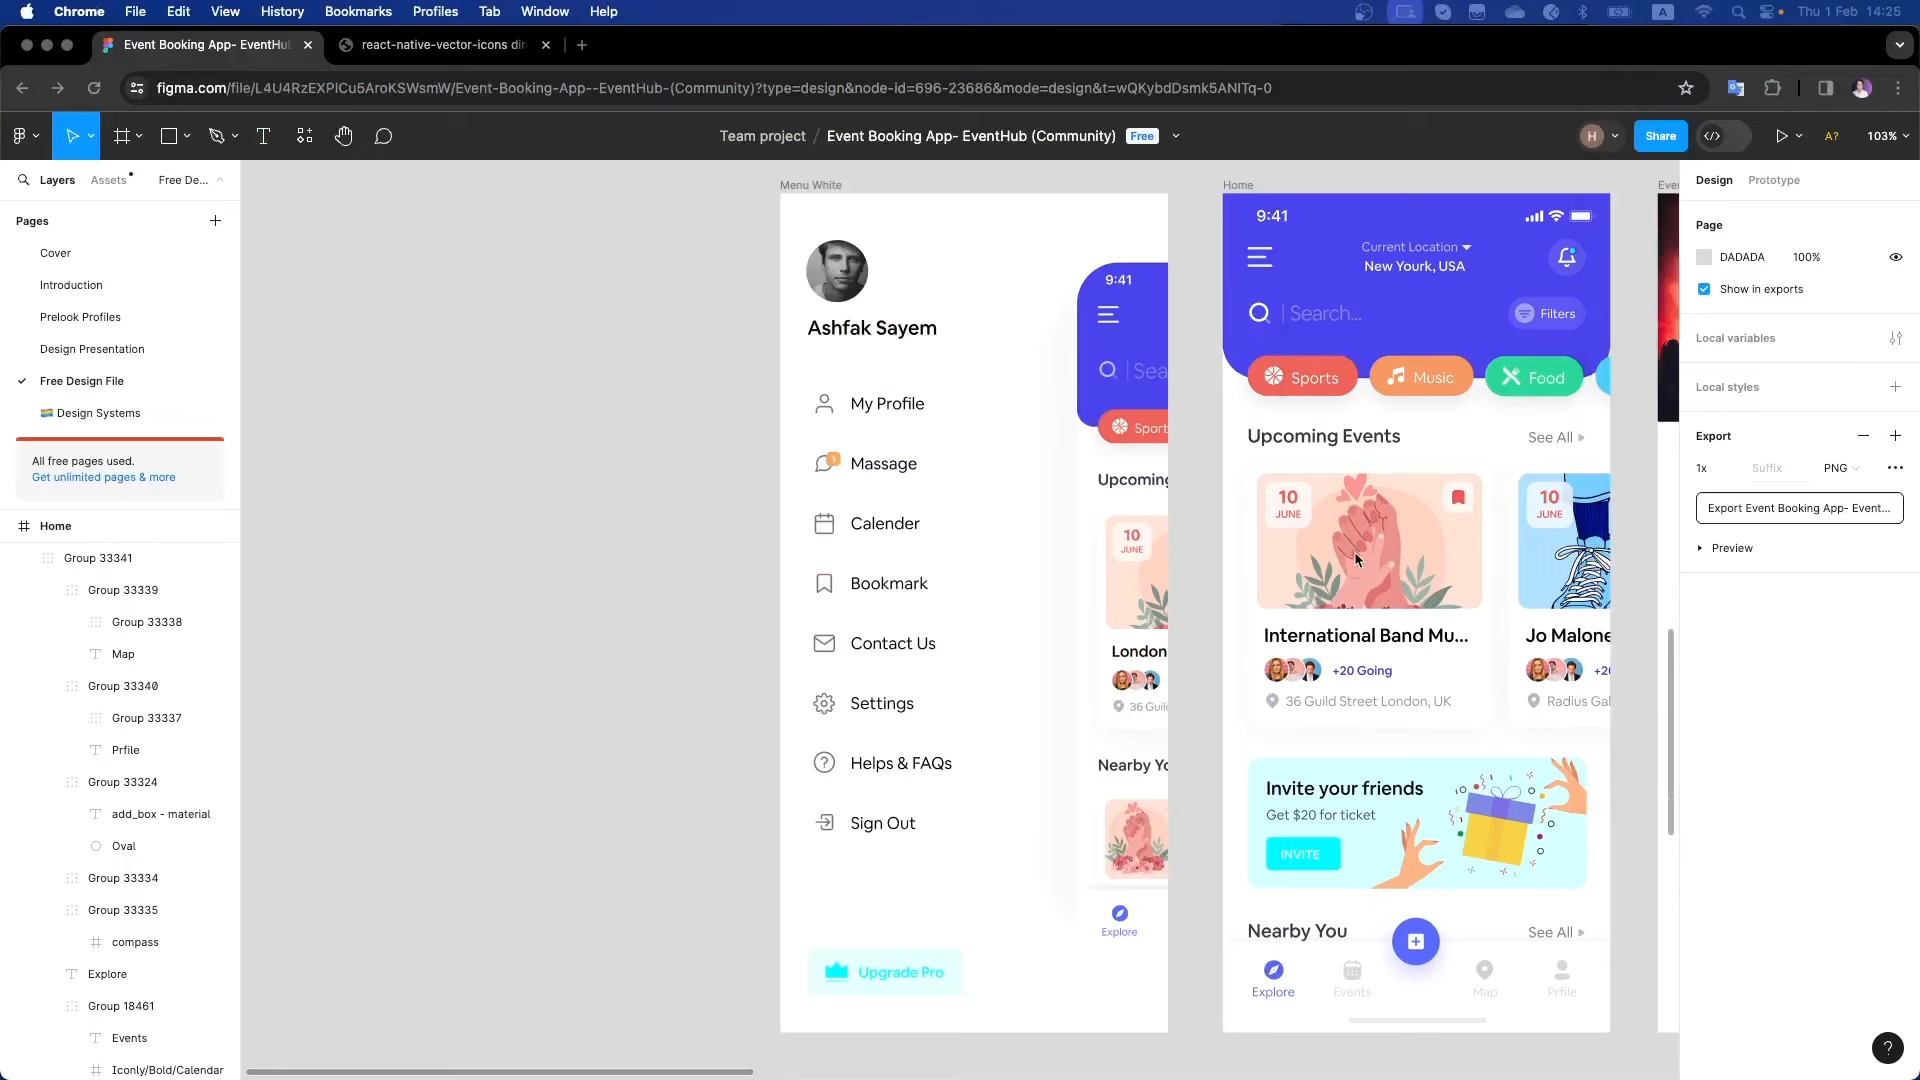 Chrome File Edit View History Bookmarks Profiles Tab Window Help
A
Thu 1 Feb 14:25
Event Booking App- EventHu
react-native-vector-icons dir
figma.com/file/L4U4RzEXPlCu5AroKSWsmW/Event-Booking-App--EventHub-(Community)?type=design&node-id=696-23686&mode=design&t=wQKybdDsmk5ANITq-0
Team project / Event Booking App- EventHub (Community) Free
H
Share
A?
103%
Layers Assets Free De...
Pages
Cover
Introduction
Prelook Profiles
Design Presentation
Free Design File
Design Systems
All free pages used.
Get unlimited pages & more
Home
Group 33341
Group 33339
Group 33338
Map
Group 33340
Group 33337
Prfile
Group 33324
add_box - material
Oval
Group 33334
Group 33335
compass
Explore
Group 18461
Events
Iconly/Bold/Calendar
Menu White
Ashfak Sayem
My Profile
3
Massage
Calender
Bookmark
Contact Us
Settings
Helps & FAQs
Sign Out
Upgrade Pro
9:41
Sea
Sport
Upcoming
10
JUNE
London
36 Guild
Nearby Yo
Explore
Home
9:41
Current Location
New Yourk, USA
Search...
Filters
Sports
Music
Food
Upcoming Events
See All
10
JUNE
10
JUNE
International Band Mu...
Jo Malone
+20 Going
+20
36 Guild Street London, UK
Radius Gal
Invite your friends
Get $20 for ticket
INVITE
Nearby You
See All
Explore
Events
Map
Prfile
Even
Design Prototype
Page
DADADA 100%
Show in exports
Local variables
Local styles
Export
1x Suffix PNG
Export Event Booking App- Event...
Preview
?